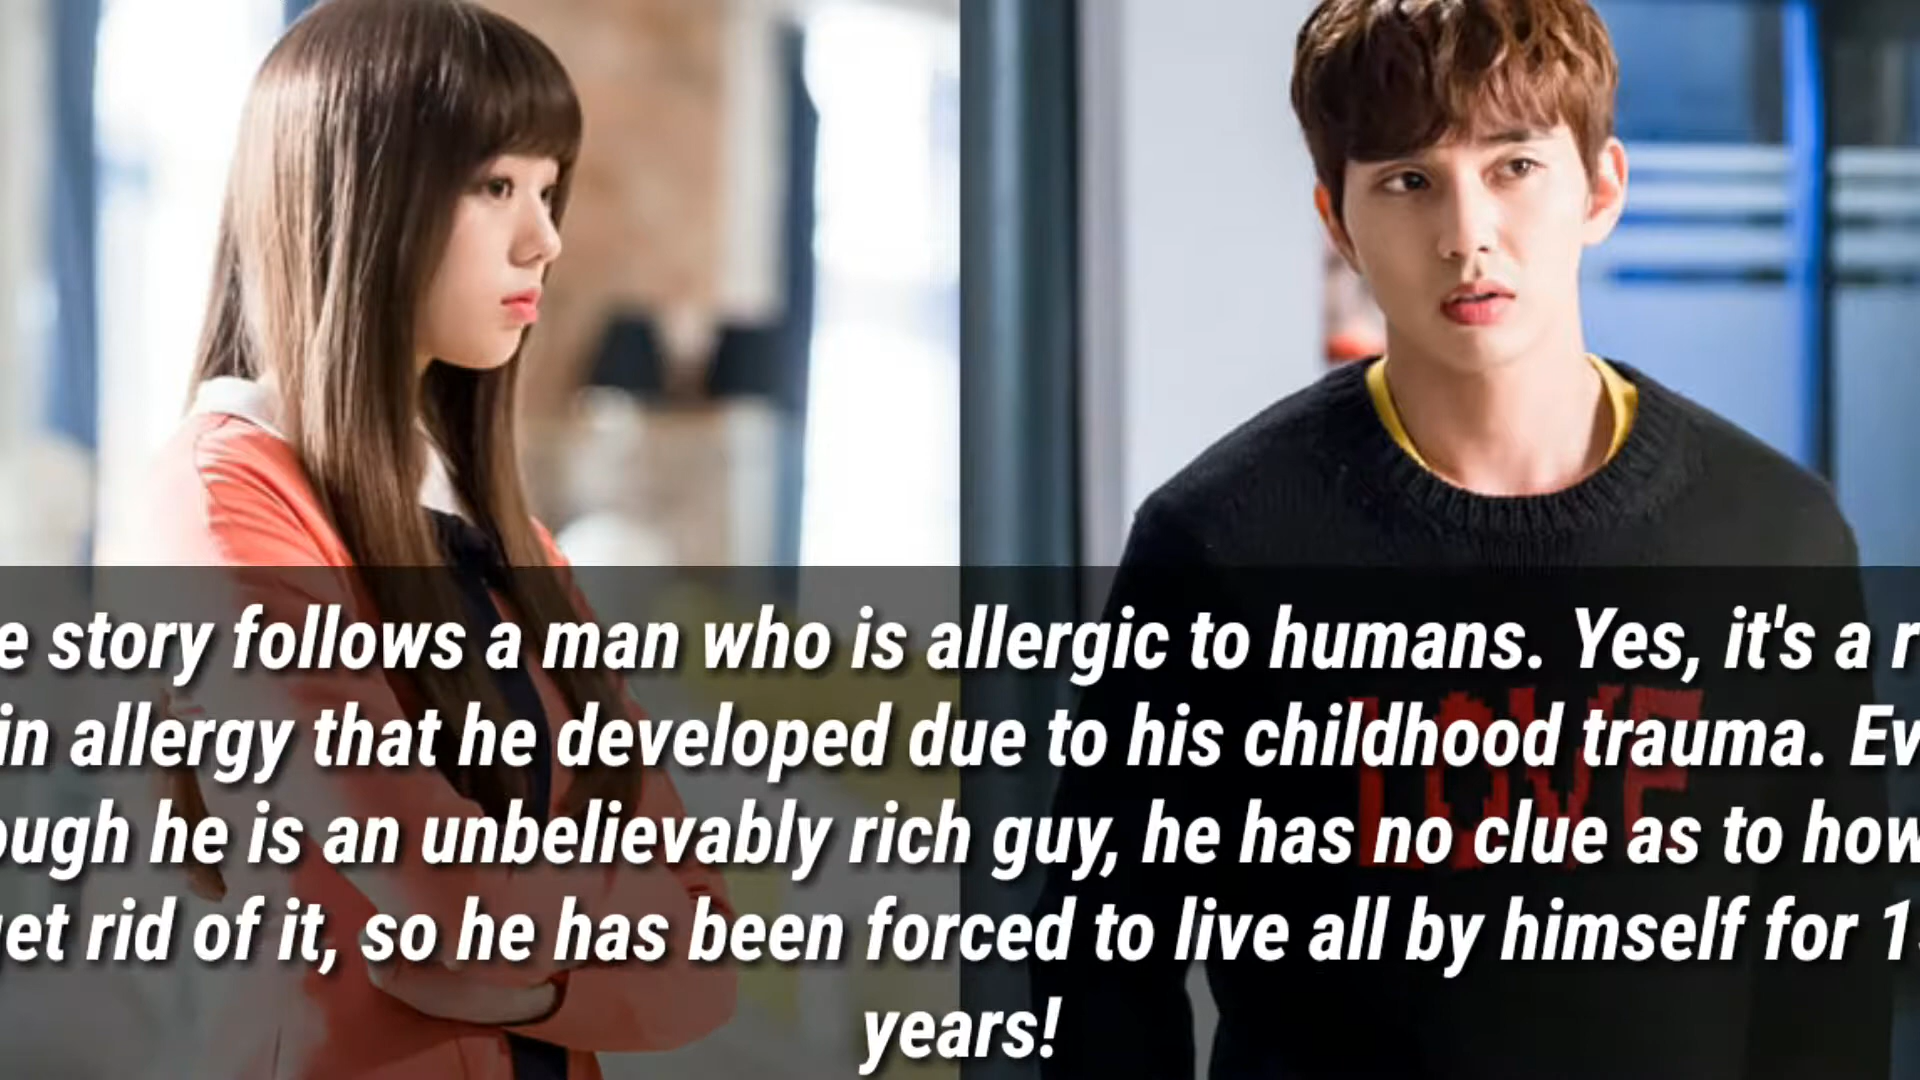 e story follows a man who is allergic to humans. Yes, it's a r
in allergy that he developed due to his childhood trauma. Ev
ough he is an unbelievably rich guy, he has no clue as to how
get rid of it, so he has been forced to live all by himself for 1
years!
LOVE